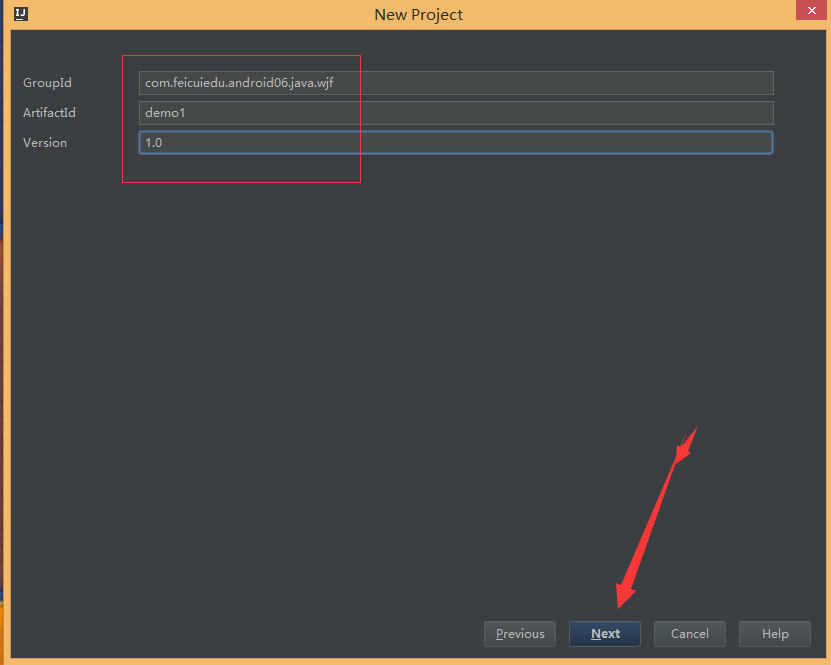 IJ
New Project
GroupId com.feicuiedu.android06.java.wjf
ArtifactId demo1
Version 1.0
Previous Next Cancel Help